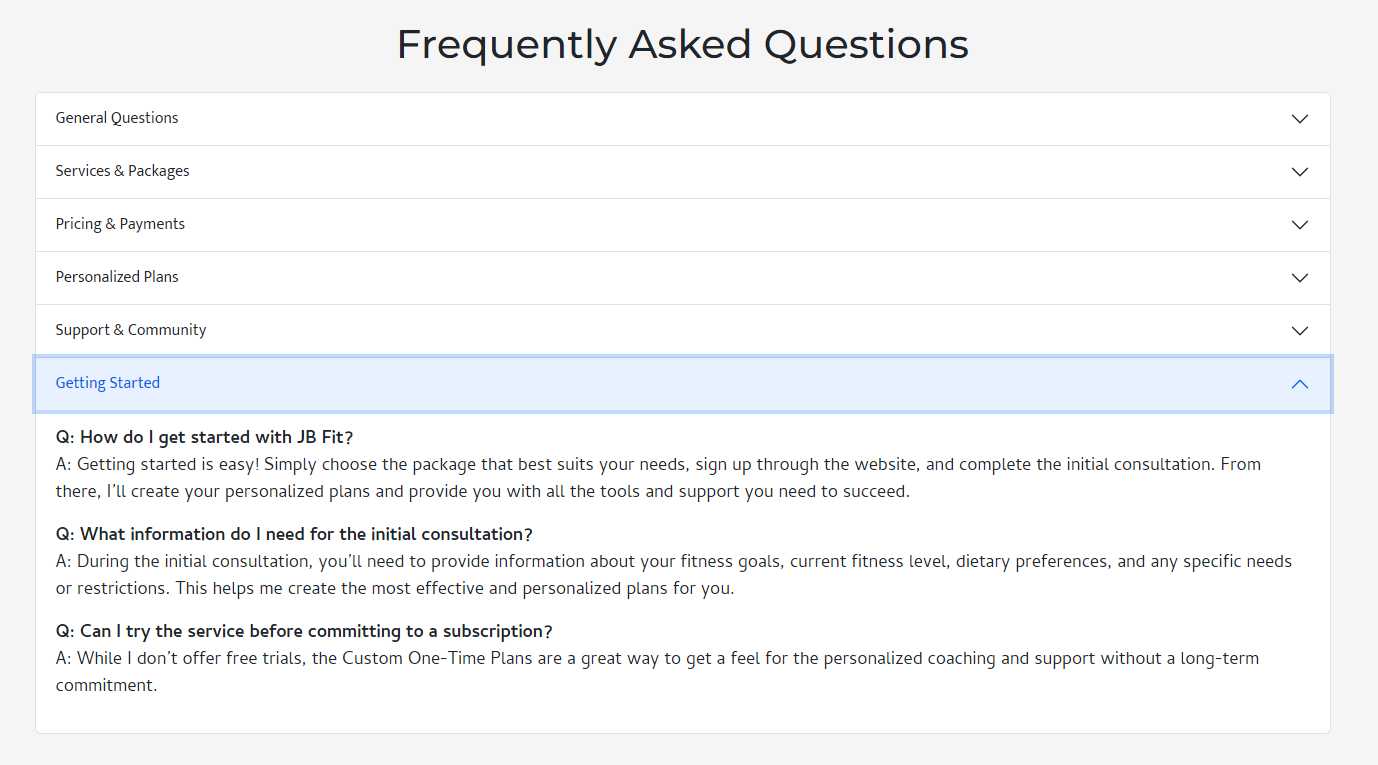 Frequently Asked Questions
General Questions
Services & Packages
Pricing & Payments
Personalized Plans
Support & Community
Getting Started
Q: How do I get started with JB Fit?
A: Getting started is easy! Simply choose the package that best suits your needs, sign up through the website, and complete the initial consultation. From
there, I’ll create your personalized plans and provide you with all the tools and support you need to succeed.
Q: What information do I need for the initial consultation?
A: During the initial consultation, you’ll need to provide information about your fitness goals, current fitness level, dietary preferences, and any specific needs
or restrictions. This helps me create the most effective and personalized plans for you.
Q: Can I try the service before committing to a subscription?
A: While I don’t offer free trials, the Custom One-Time Plans are a great way to get a feel for the personalized coaching and support without a long-term
commitment.